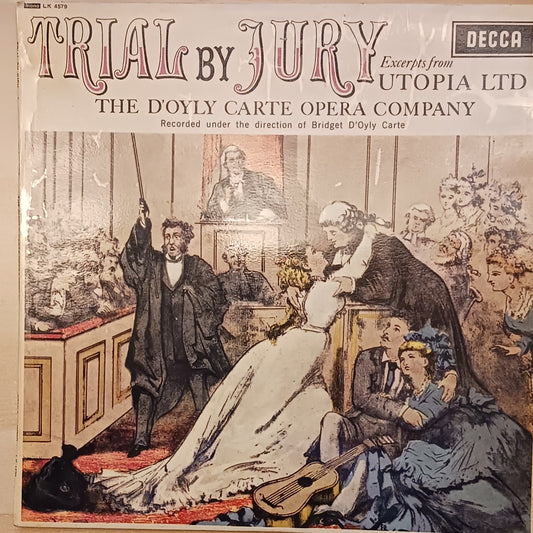 MONO LK 4579
TRIAL BY JURY
DECCA
Excerpts from
UTOPIA LTD
THE D'OYLY CARTE OPERA COMPANY
Recorded under the direction of Bridget D'Oyly Carte